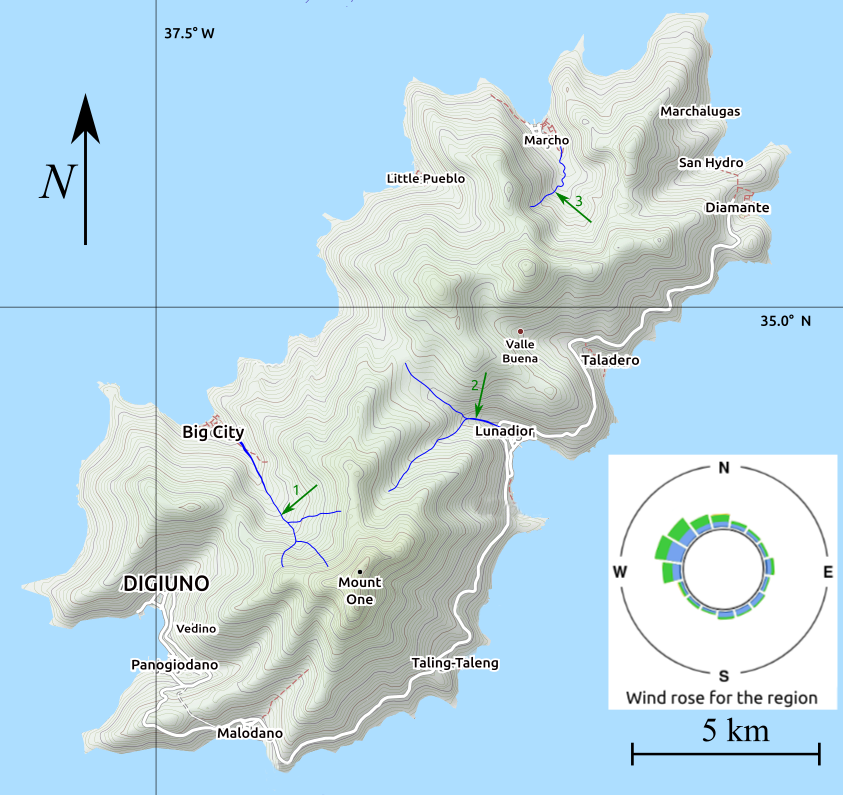 37.5° W
N
Marchalugas
Marcho
San Hydro
Little Pueblo
3
Diamante
35.0° N
Valle
Buena
Taladero
2
Big City
Lunadior
1
N
W
E
S
Wind rose for the region
DIGIUNO
Mount
One
Vedino
Panogiodano
Taling-Taleng
Malodano
5 km